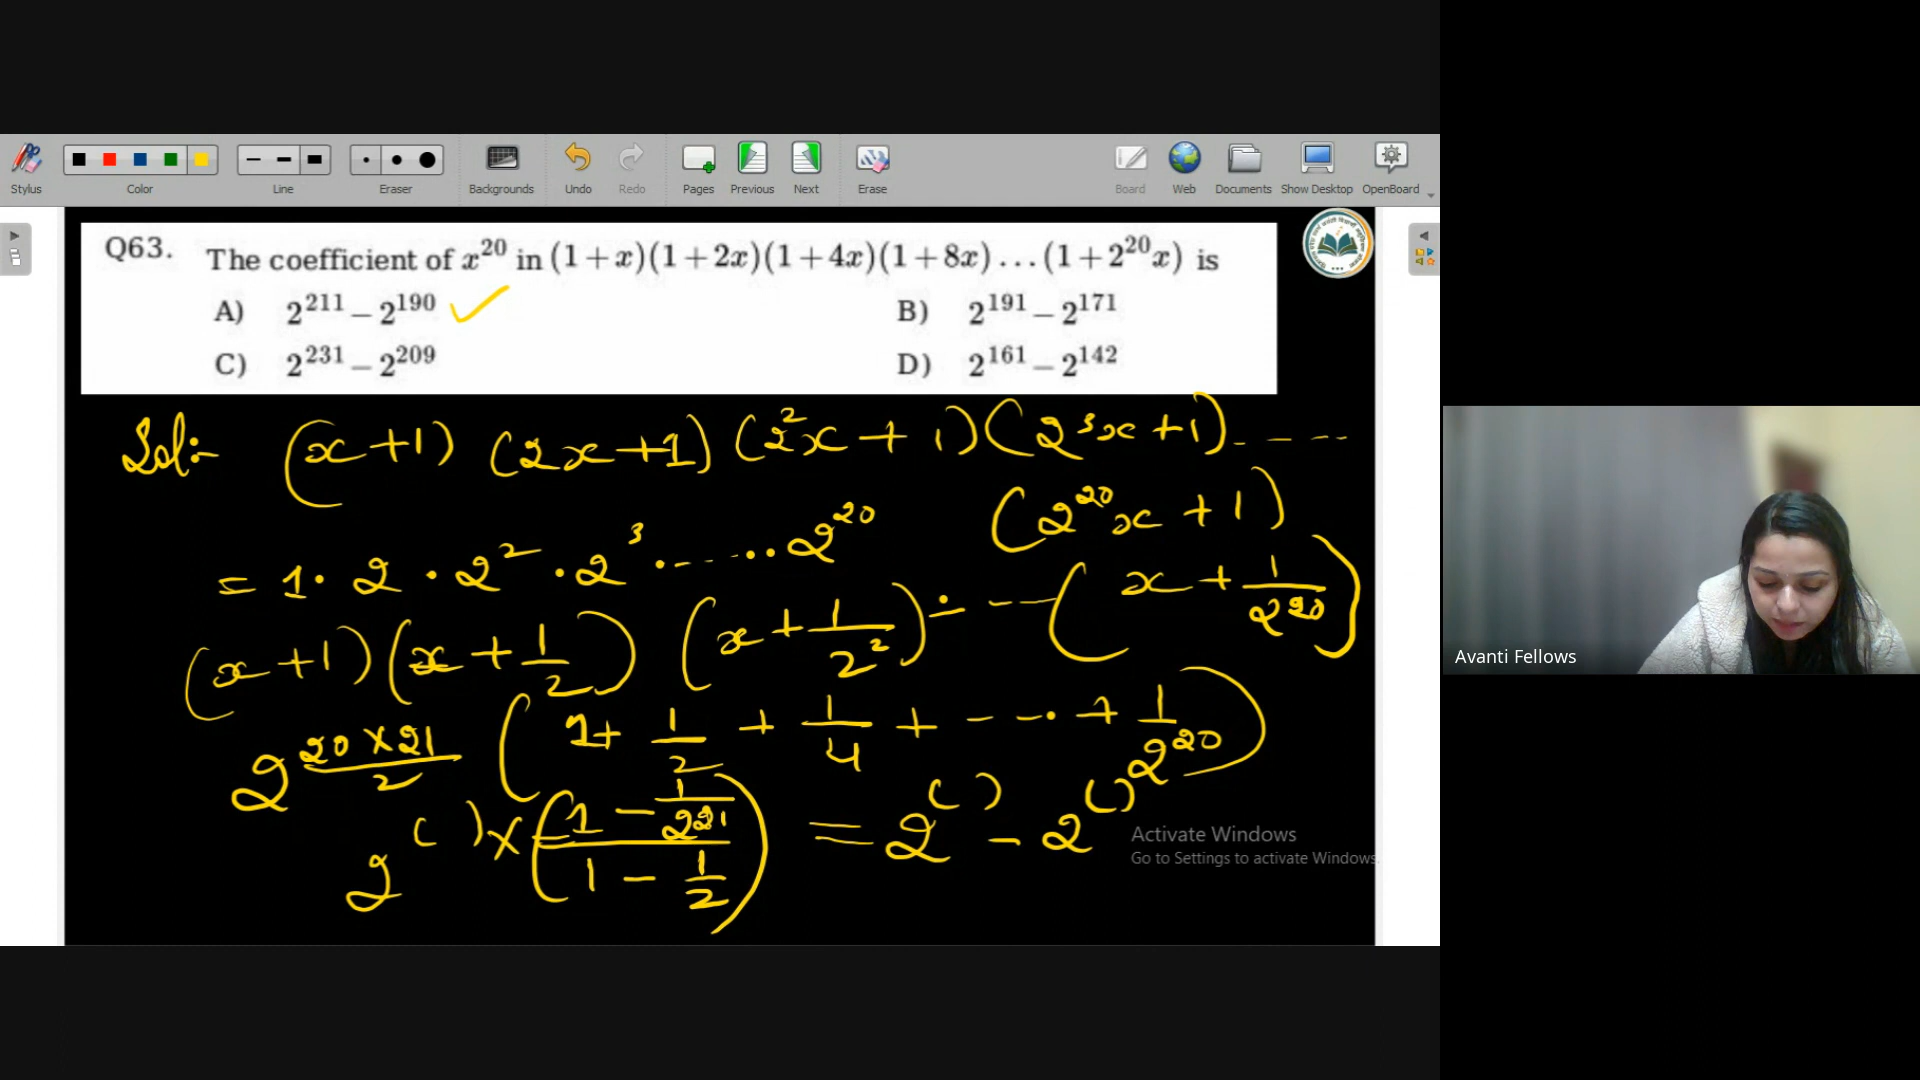 Stylus Color Line Eraser Backgrounds Undo Redo Pages Previous Next Erase Board Web Documents Show Desktop OpenBoard
Q63. The coefficient of x^20 in (1+x)(1+2x)(1+4x)(1+8x)...(1+2^20x) is
A) 2^211 – 2^190 ✓ B) 2^191 – 2^171
C) 2^231 – 2^209 D) 2^161 – 2^142
Sol:- (x+1) (2x+1) (2^2x+1) (2^3x+1)-----
(2^20x+1)
= 1· 2 · 2^2 · 2^3 ·------·· 2^20
(x+1)(x+1/2) (x+1/2^2)÷---(x+1/2^20)
2^(20×21/2) (1+1/2+1/4+---·+1/2^20)
2^( ) × ((1-1/2^21)/(1-1/2)) = 2^( ) - 2^( )
Activate Windows
Go to Settings to activate Windows.
Avanti Fellows